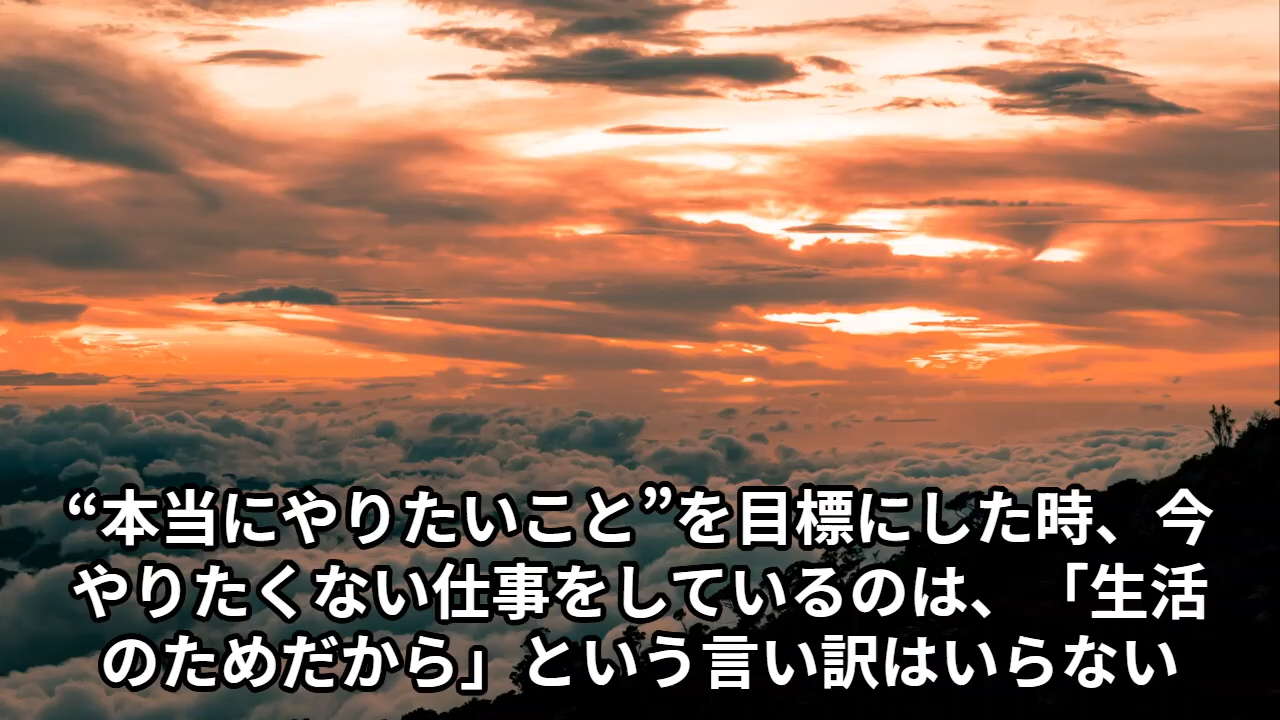 “本当にやりたいこと”を目標にした時、今
やりたくない仕事をしているのは、「生活
のためだから」という言い訳はいらない